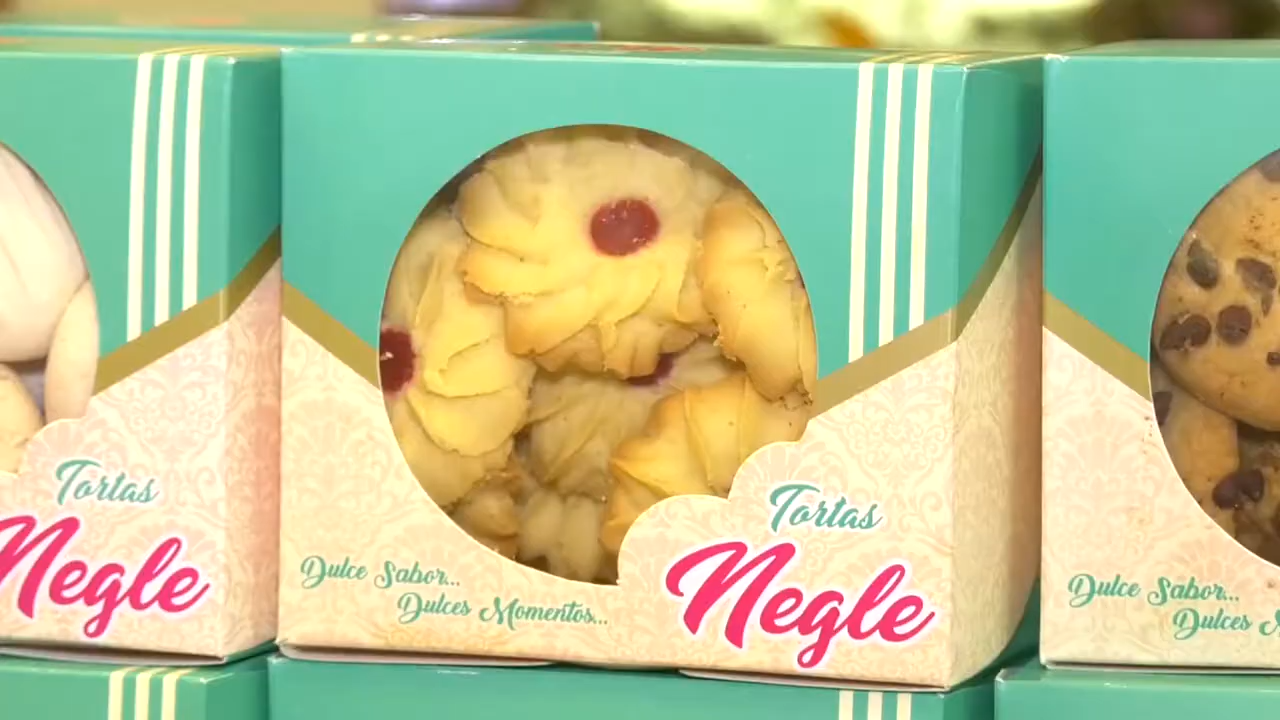 Tortas
Negle
Dulce Sabor...
Dulces Momentos...
Tortas
Negle
Dulce Sabor...
Dulces